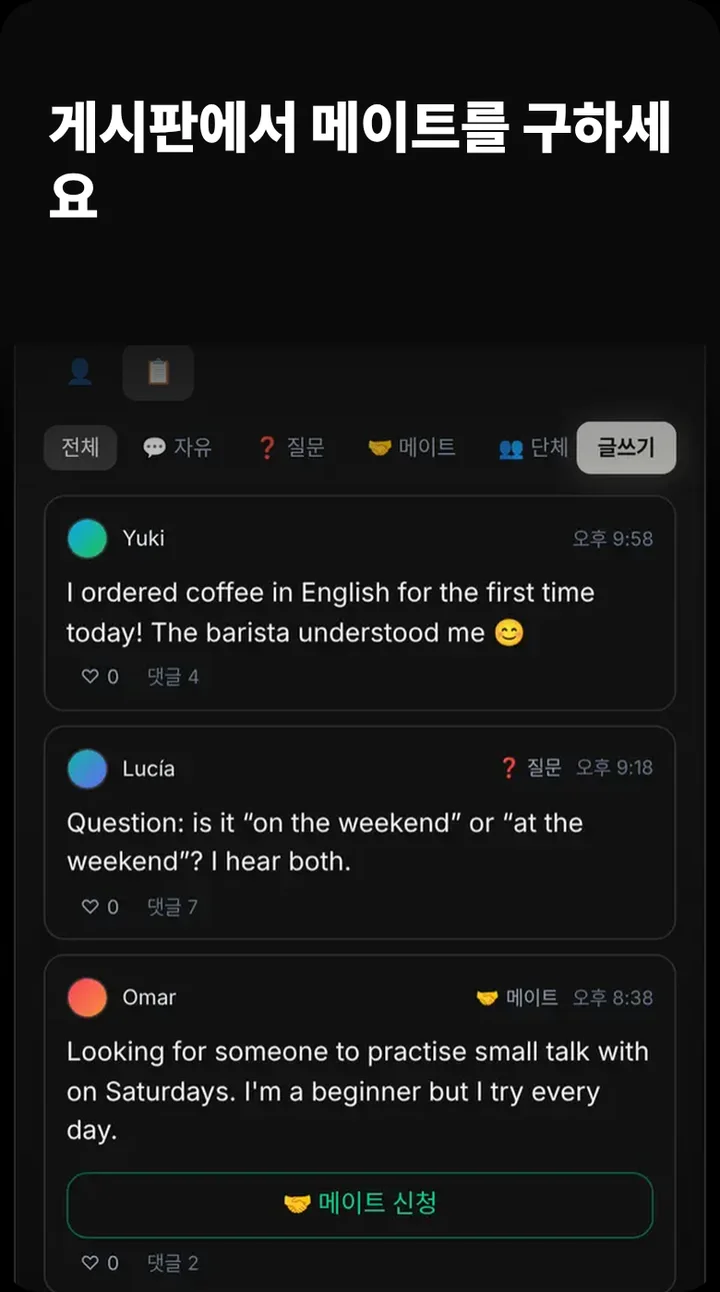 게시판에서 메이트를 구하세
요
👤 📋
전체 💬 자유 ❓ 질문 🤝 메이트 👥 단체 글쓰기
Yuki 오후 9:58
I ordered coffee in English for the first time
today! The barista understood me 😊
♡ 0 댓글 4
Lucía ❓ 질문 오후 9:18
Question: is it “on the weekend” or “at the
weekend”? I hear both.
♡ 0 댓글 7
Omar 🤝 메이트 오후 8:38
Looking for someone to practise small talk with
on Saturdays. I'm a beginner but I try every
day.
🤝 메이트 신청
♡ 0 댓글 2